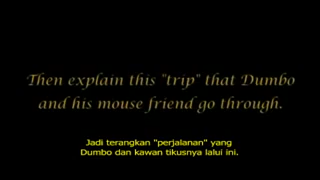 Then explain this "trip" that Dumbo
and his mouse friend go through.
Jadi terangkan "perjalanan" yang
Dumbo dan kawan tikusnya lalui ini.